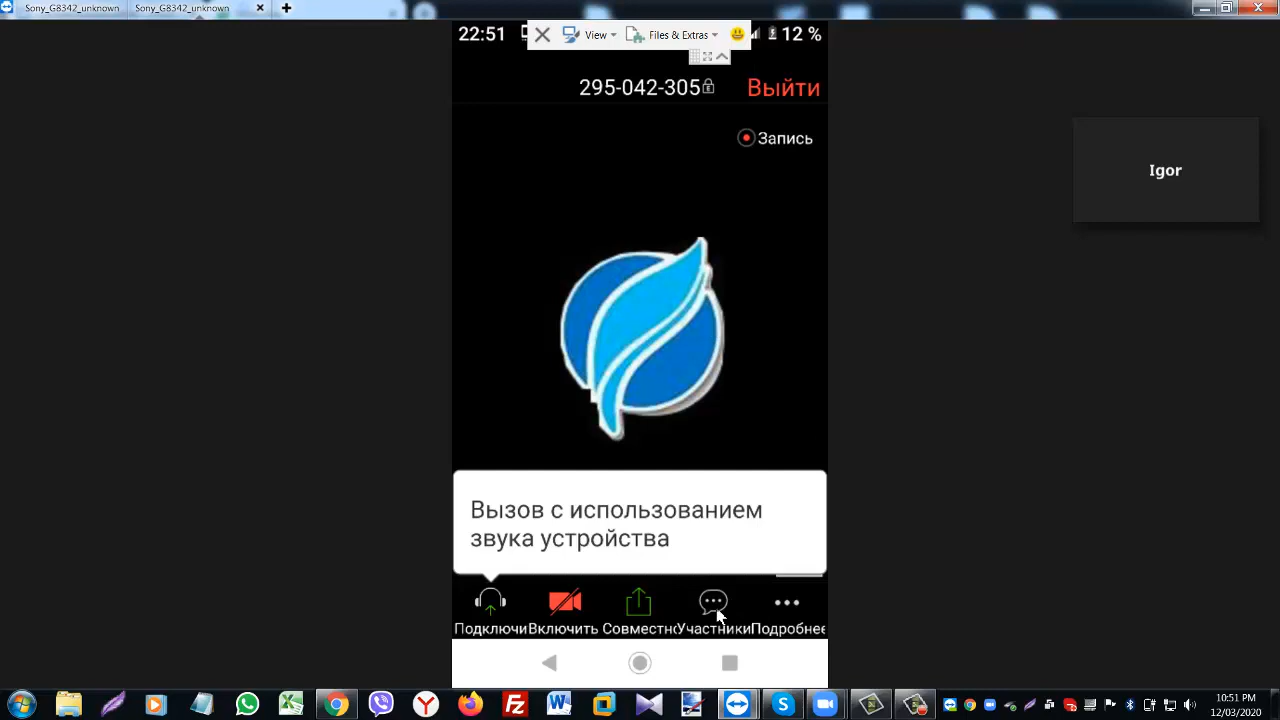 Sony_G8342_unknown
Sony_G8342_unknown
22:51
View
Files & Extras
12 %
295-042-305
Выйти
Запись
Igor
Вызов с использованием
звука устройства
Подключи
Включить
Совместно
Участники
Подробнее
10:51 PM
12/03/2020